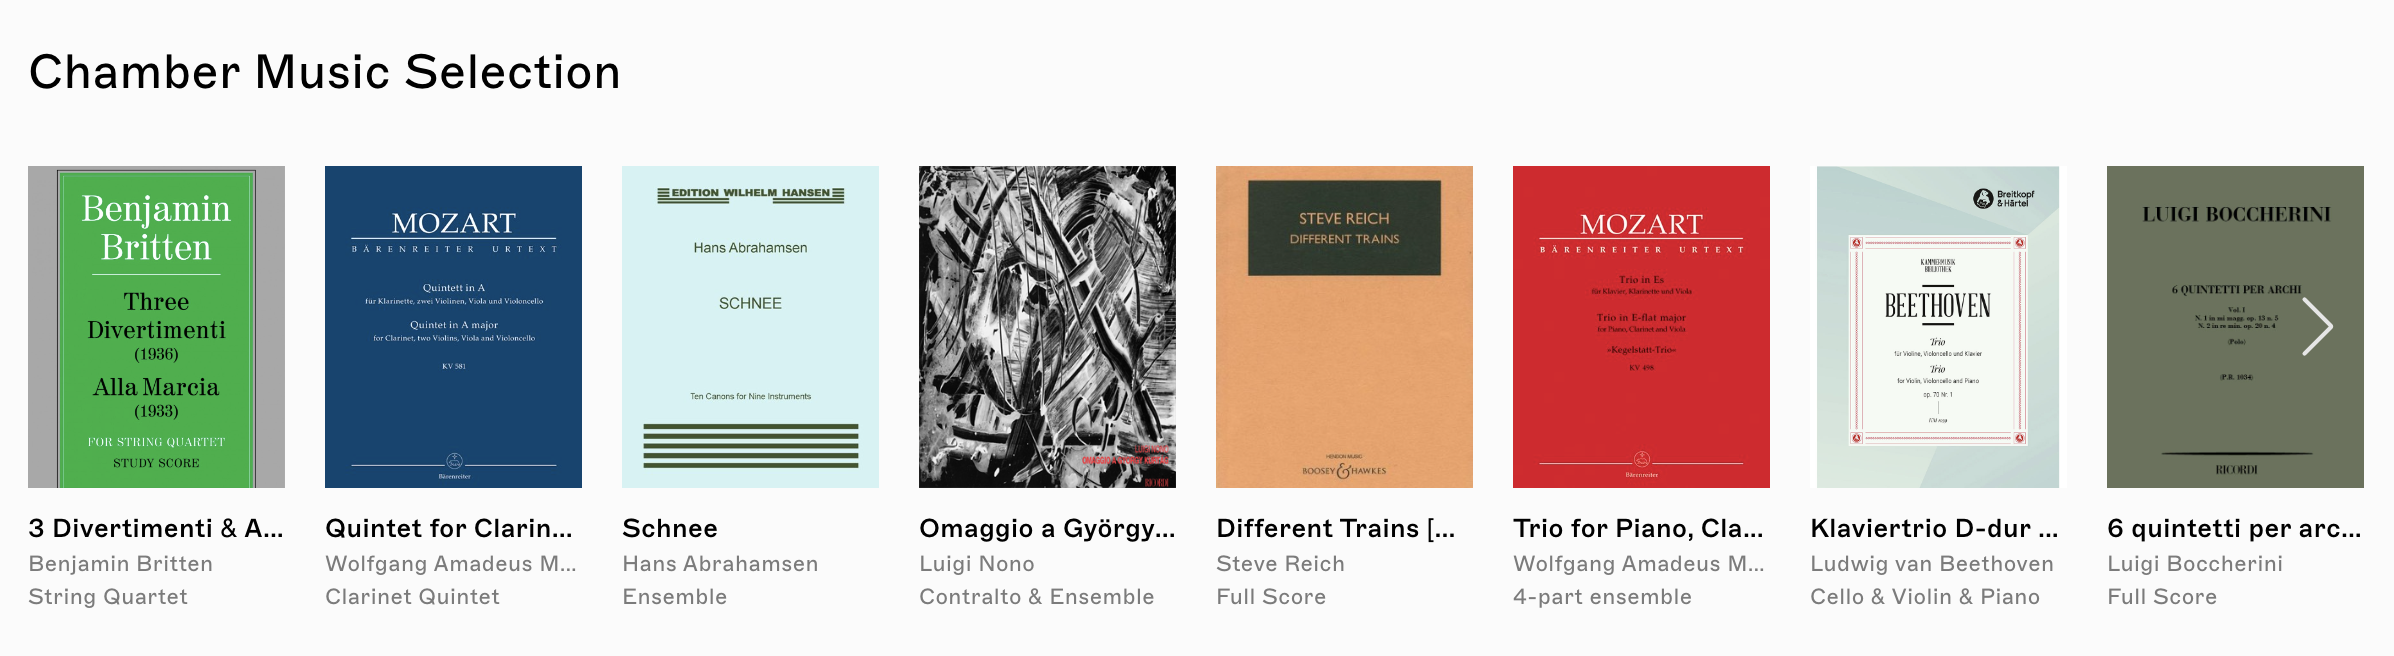 Chamber Music Selection
Benjamin
Britten
Three
Divertimenti
(1936)
Alla Marcia
(1933)
FOR STRING QUARTET
STUDY SCORE
3 Divertimenti & A...
Benjamin Britten
String Quartet
MOZART
BÄRENREITER URTEXT
Quintett in A
für Klarinette, zwei Violinen, Viola und Violoncello
Quintet in A major
for Clarinet, two Violins, Viola and Violoncello
KV 581
Bärenreiter
Quintet for Clarin...
Wolfgang Amadeus M...
Clarinet Quintet
EDITION WILHELM HANSEN
Hans Abrahamsen
SCHNEE
Ten Canons for Nine Instruments
Schnee
Hans Abrahamsen
Ensemble
LUIGI NONO
OMAGGIO A
RICORDI
Omaggio a György...
Luigi Nono
Contralto & Ensemble
STEVE REICH
DIFFERENT TRAINS
HENDON MUSIC
BOOSEY & HAWKES
Different Trains [...
Steve Reich
Full Score
MOZART
BÄRENREITER URTEXT
Trio in Es
für Klavier, Klarinette und Viola
Trio in E-flat major
for Piano, Clarinet and Viola
»Kegelstatt-Trio«
KV 498
Bärenreiter
Trio for Piano, Cla...
Wolfgang Amadeus M...
4-part ensemble
Breitkopf
& Härtel
KAMMERMUSIK
BIBLIOTHEK
BEETHOVEN
Trio
für Violine, Violoncello und Klavier
Trio
for Violin, Violoncello and Piano
op. 70 Nr. 1
Klaviertrio D-dur ...
Ludwig van Beethoven
Cello & Violin & Piano
LUIGI BOCCHERINI
6 QUINTETTI PER ARCHI
Vol. I
N. 1 in mi magg. op. 13 n. 5
N. 2 in re min. op. 20 n. 4
(Polo)
(P.R. 1034)
RICORDI
6 quintetti per arc...
Luigi Boccherini
Full Score